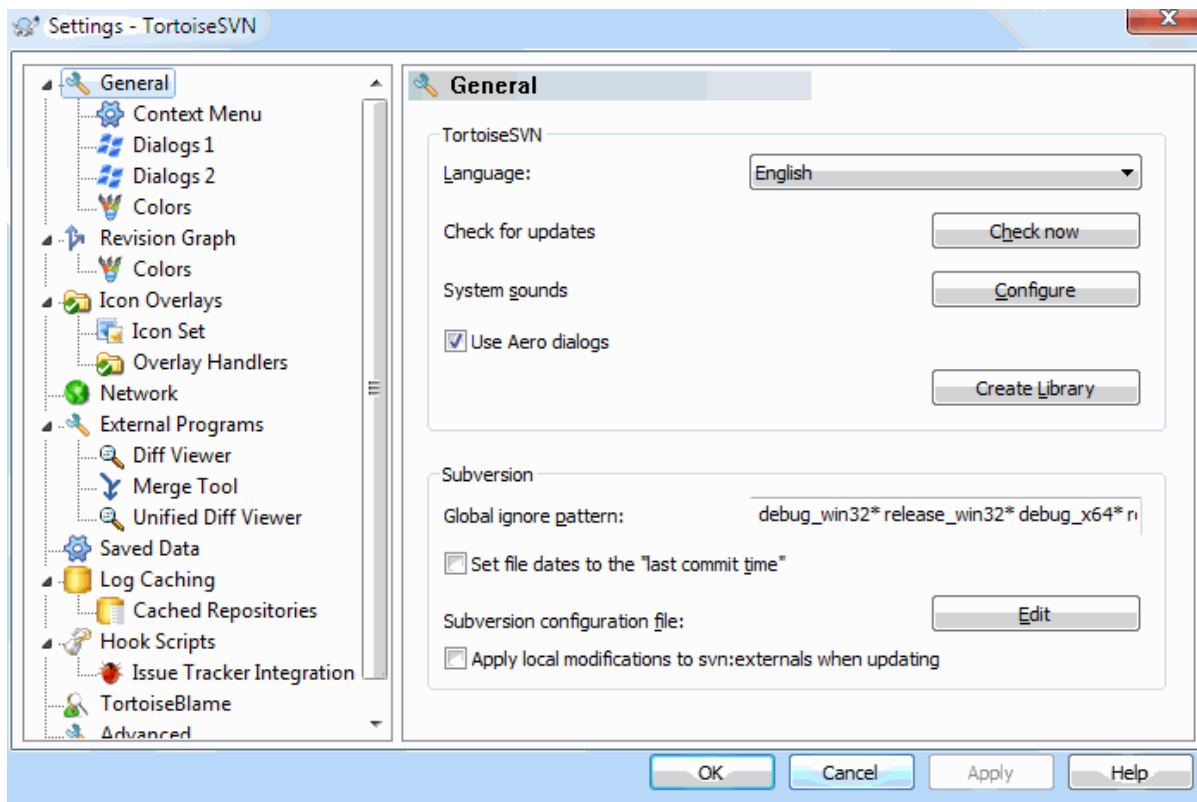 Settings - TortoiseSVN
General
Context Menu
Dialogs 1
Dialogs 2
Colors
Revision Graph
Colors
Icon Overlays
Icon Set
Overlay Handlers
Network
External Programs
Diff Viewer
Merge Tool
Unified Diff Viewer
Saved Data
Log Caching
Cached Repositories
Hook Scripts
Issue Tracker Integration
TortoiseBlame
Advanced
General
TortoiseSVN
Language: English
Check for updates Check now
System sounds Configure
Use Aero dialogs
Create Library
Subversion
Global ignore pattern: debug_win32* release_win32* debug_x64*
Set file dates to the "last commit time"
Subversion configuration file: Edit
Apply local modifications to svn:externals when updating
OK Cancel Apply Help